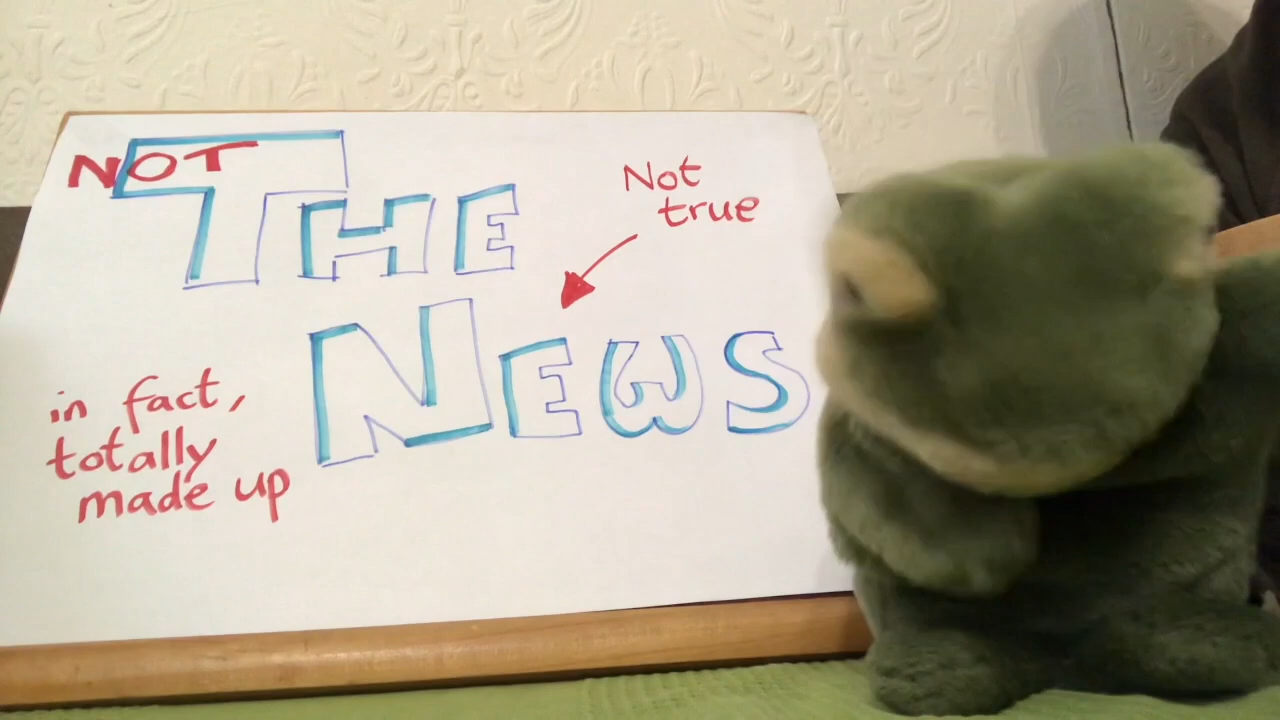 NOT
THE
NEWS
Not
true
in fact,
totally
made up